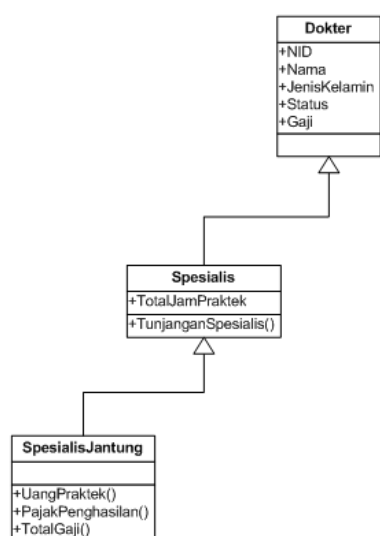 Dokter
+NID
+Nama
+JenisKelamin
+Status
+Gaji
Spesialis
+TotalJamPraktek
+TunjanganSpesialis()
SpesialisJantung
+UangPraktek()
+PajakPenghasilan()
+TotalGaji()